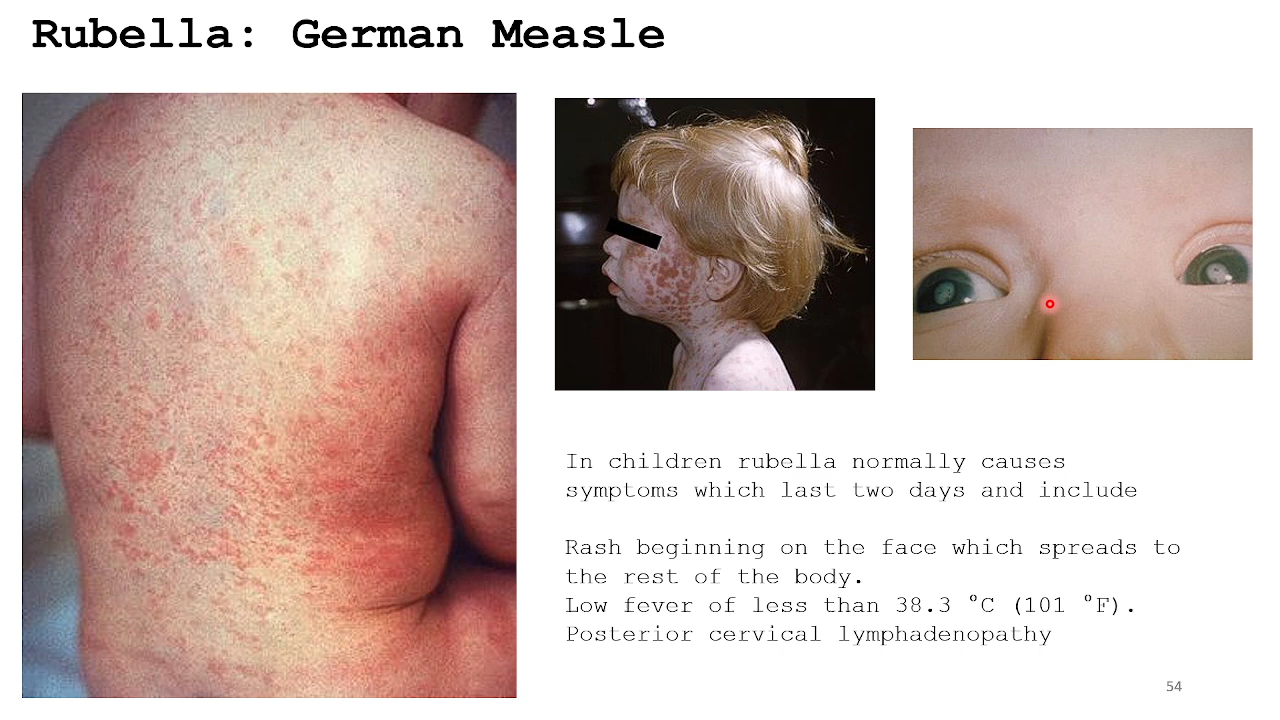 Rubella: German Measle
In children rubella normally causes
symptoms which last two days and include
Rash beginning on the face which spreads to
the rest of the body.
Low fever of less than 38.3 °C (101 °F).
Posterior cervical lymphadenopathy
54